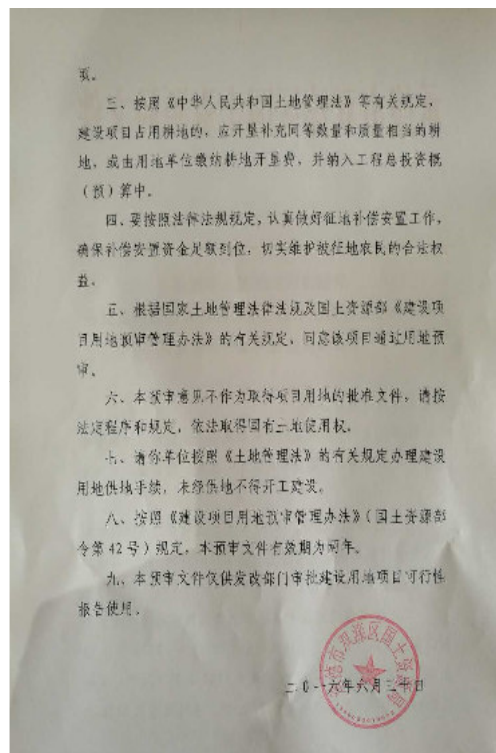 项。
三、按照《中华人民共和国土地管理法》等有关规定，
建设项目占用耕地的，应开垦补充同等数量和质量相当的耕
地，或由用地单位缴纳耕地开垦费，并纳入工程总投资概
（预）算中。
四、要按照法律法规规定，认真做好征地补偿安置工作，
确保补偿安置资金足额到位，切实维护被征地农民的合法权
益。
五、根据国家土地管理法律法规及国土资源部《建设项
目用地预审管理办法》的有关规定，同意该项目通过用地预
审。
六、本预审意见不作为取得项目用地的批准文件，请按
法定程序和规定，依法取得国有土地使用权。
七、请你单位按照《土地管理法》的有关规定办理建设
用地供地手续，未经供地不得开工建设。
八、按照《建设项目用地预审管理办法》（国土资源部
令第42号）规定，本预审文件有效期为两年。
九、本预审文件仅供发改部门审批建设用地项目可行性
报告使用。
市双滦区国土资
二〇一六年六月三十日